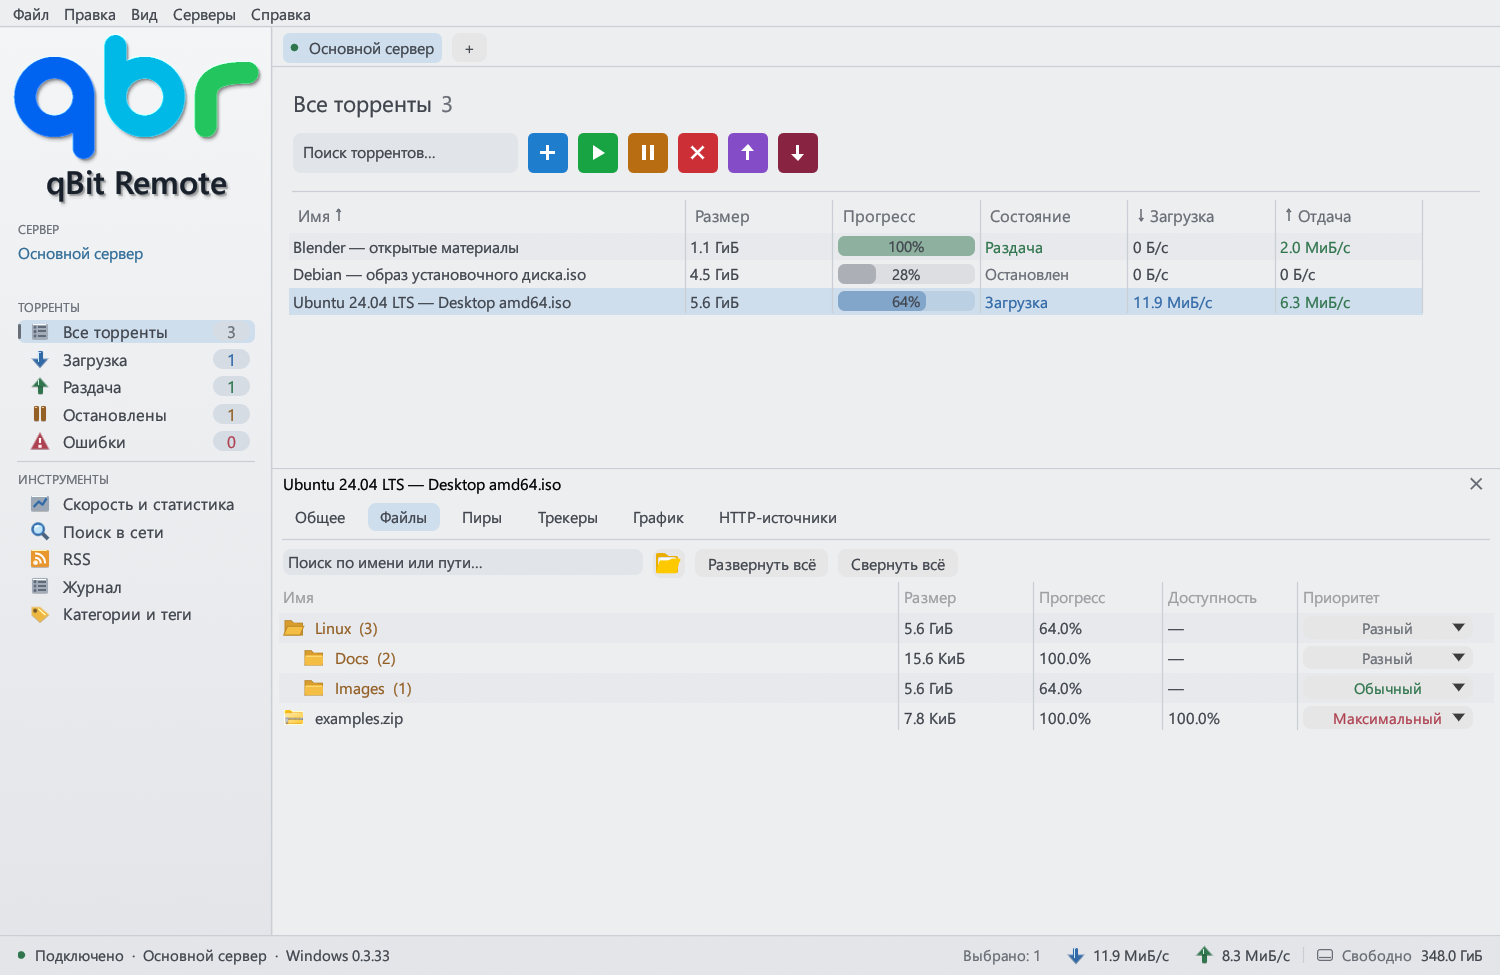 Файл Правка Вид Серверы Справка
qbr
qBit Remote
СЕРВЕР
Основной сервер
ТОРРЕНТЫ
Все торренты 3
Загрузка 1
Раздача 1
Остановлены 1
Ошибки 0
ИНСТРУМЕНТЫ
Скорость и статистика
Поиск в сети
RSS
Журнал
Категории и теги
Основной сервер +
Все торренты 3
Поиск торрентов...
Имя ↑ Размер Прогресс Состояние ↓ Загрузка ↑ Отдача
Blender — открытые материалы 1.1 ГиБ 100% Раздача 0 Б/с 2.0 МиБ/с
Debian — образ установочного диска.iso 4.5 ГиБ 28% Остановлен 0 Б/с 0 Б/с
Ubuntu 24.04 LTS — Desktop amd64.iso 5.6 ГиБ 64% Загрузка 11.9 МиБ/с 6.3 МиБ/с
Ubuntu 24.04 LTS — Desktop amd64.iso
Общее Файлы Пиры Трекеры График HTTP-источники
Поиск по имени или пути... Развернуть всё Свернуть всё
Имя Размер Прогресс Доступность Приоритет
Linux (3) 5.6 ГиБ 64.0% — Разный
Docs (2) 15.6 КиБ 100.0% — Разный
Images (1) 5.6 ГиБ 64.0% — Обычный
examples.zip 7.8 КиБ 100.0% 100.0% Максимальный
Подключено · Основной сервер · Windows 0.3.33 Выбрано: 1 11.9 МиБ/с 8.3 МиБ/с Свободно 348.0 ГиБ